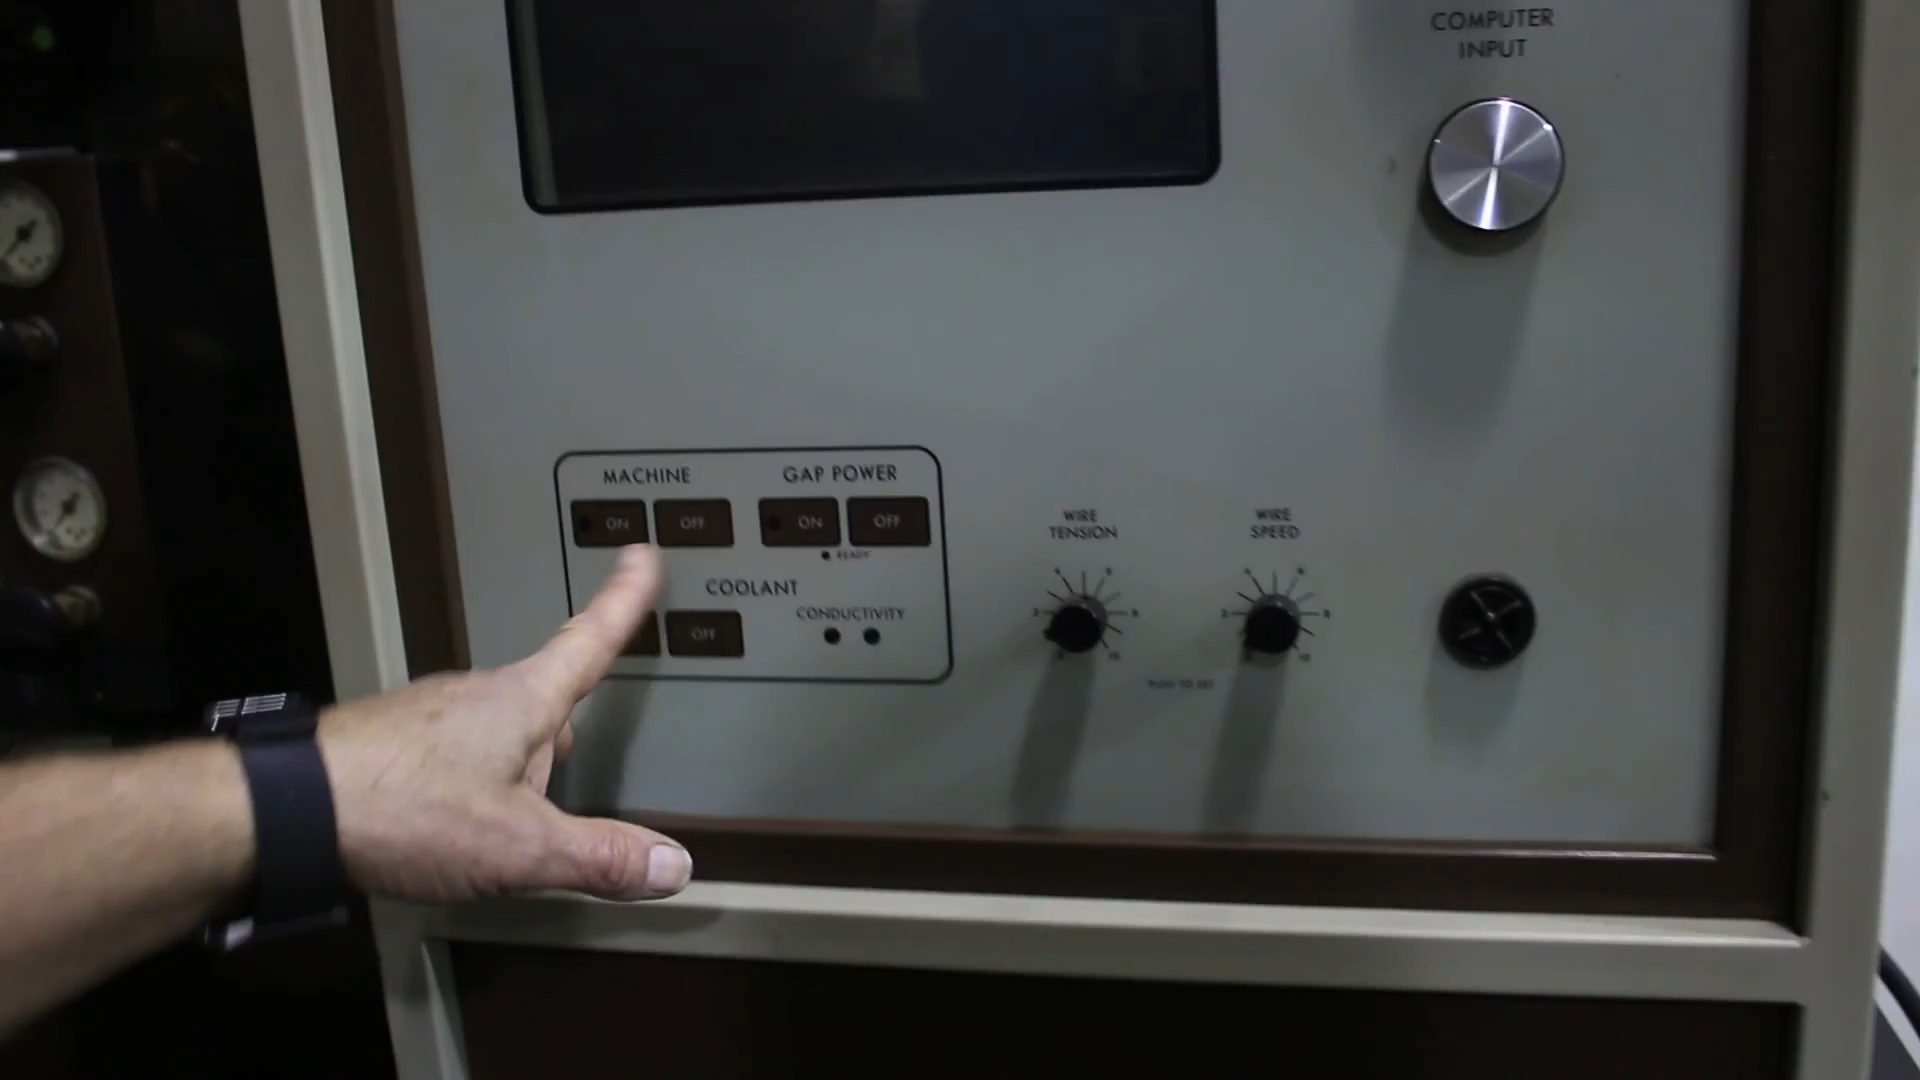 COMPUTER
INPUT
MACHINE
GAP POWER
ON
OFF
ON
OFF
READY
COOLANT
OFF
CONDUCTIVITY
WIRE
TENSION
WIRE
SPEED